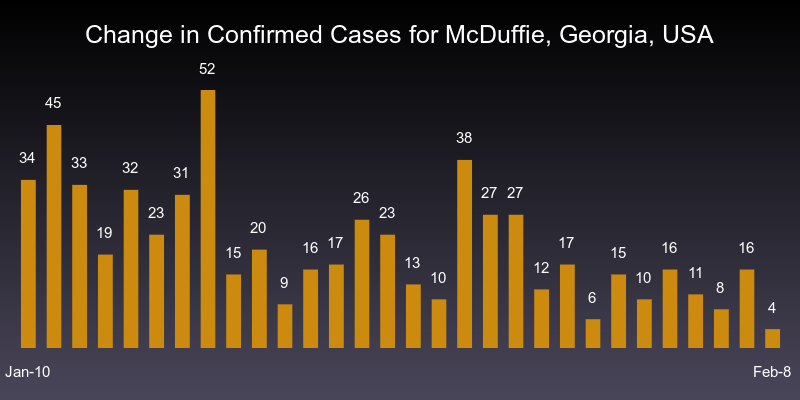 Change in Confirmed Cases for McDuffie, Georgia, USA
34 45 33 19 32 23 31 52 15 20 9 16 17 26 23 13 10 38 27 27 12 17 6 15 10 16 11 8 16 4
Jan-10 Feb-8